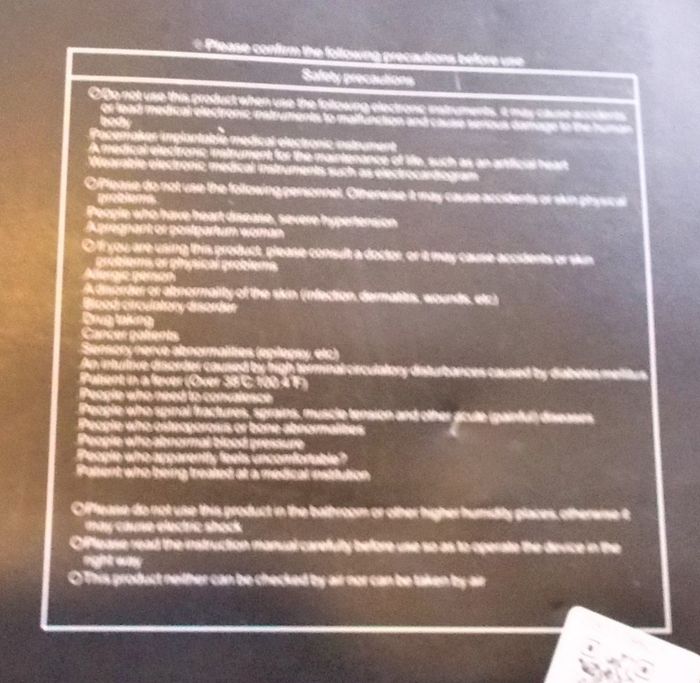 Please confirm the following precautions before use
Safety precautions
Do not use this product when use the following electronic instruments, it may cause accidents
or lead medical electronic instruments to malfunction and cause serious damage to the human
body
Pacemaker implantable medical electronic instrument
A medical electronic instrument for the maintenance of life, such as an artificial heart
Wearable electronic medical instruments such as electrocardiogram
Please do not use the following personnel. Otherwise it may cause accidents or skin physical
problems.
People who have heart disease, severe hypertension
A pregnant or postpartum woman
If you are using this product, please consult a doctor, or it may cause accidents or skin
problems or physical problems
Allergic person
A disorder or abnormality of the skin (infection, dermatitis, wounds, etc)
Blood circulatory disorder
Drug taking
Cancer patients
Sensory nerve abnormalities (epilepsy, etc)
An intuitive disorder caused by high terminal circulatory disturbances caused by diabetes mellitus
Patient in a fever (Over 38℃ 100.4℉)
People who need to convalesce
People who spinal fractures, sprains, muscle tension and other acute (painful) diseases
People who osteoporosis or bone abnormalities
People who abnormal blood pressure
People who apparently feels uncomfortable?
Patient who being treated at a medical institution
Please do not use this product in the bathroom or other higher humidity places, otherwise it
may cause electric shock
Please read the instruction manual carefully before use so as to operate the device in the
right way
This product neither can be checked by air nor can be taken by air